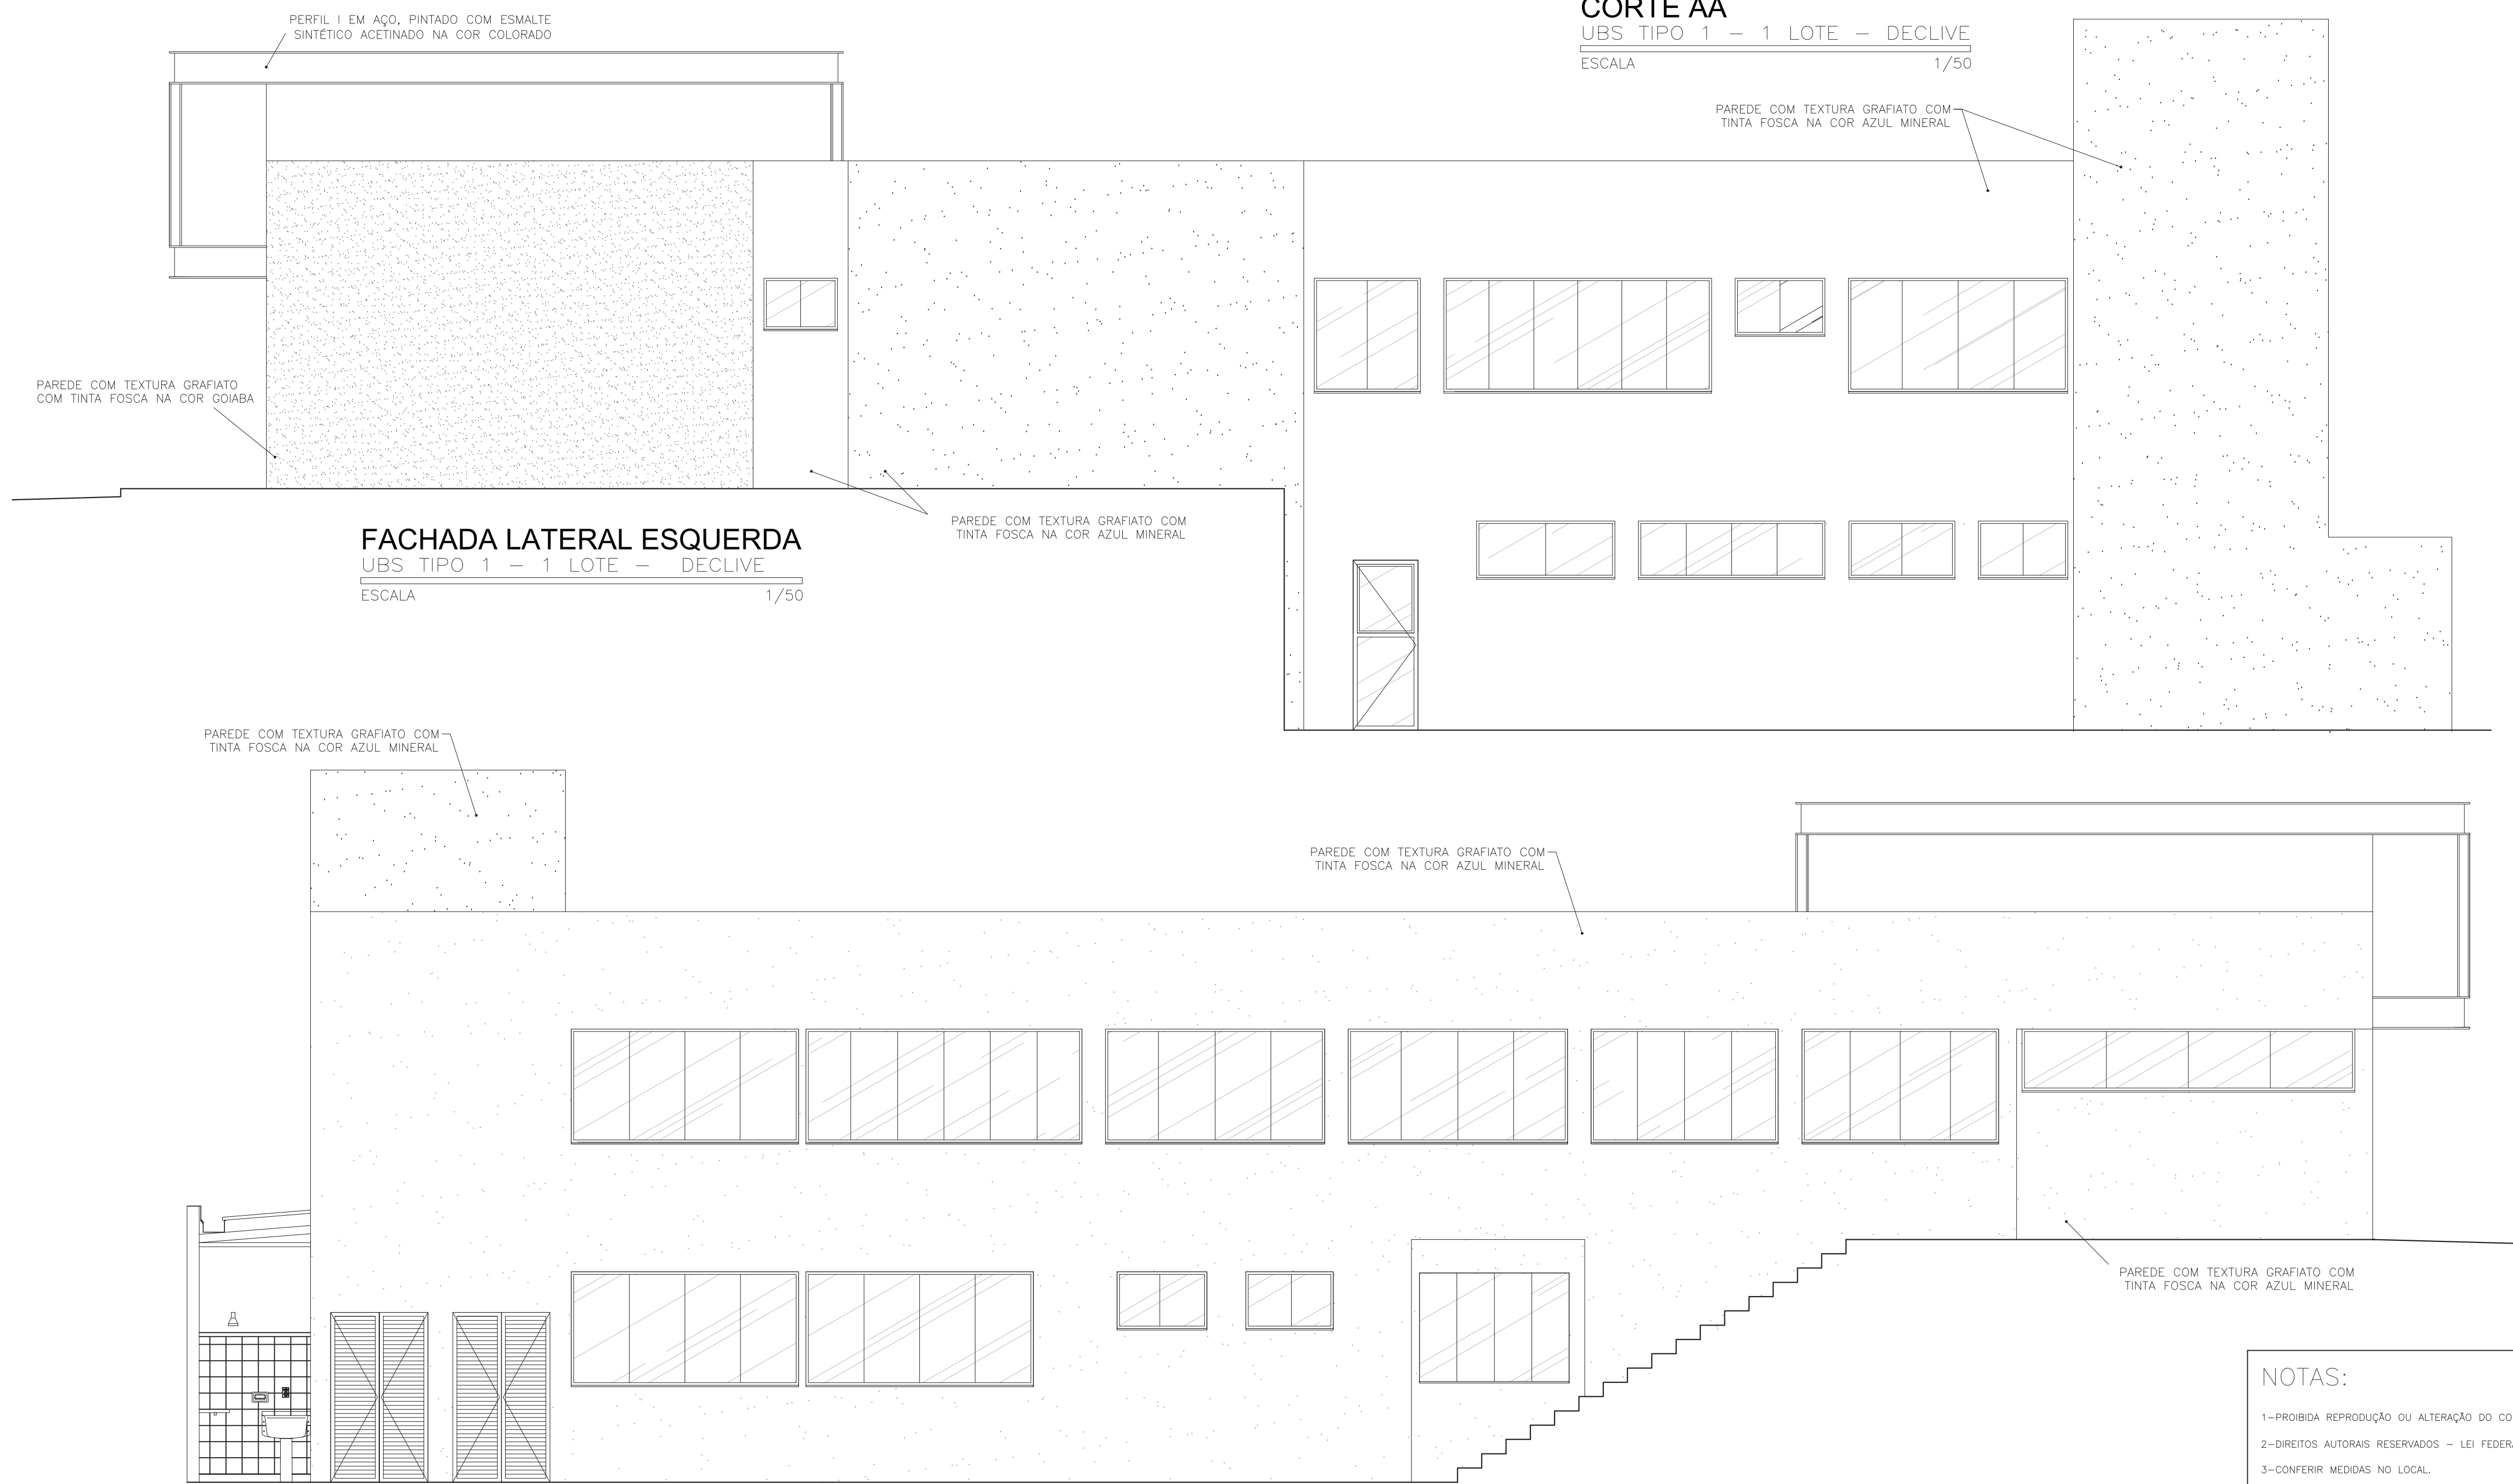 PERFIL I EM AÇO, PINTADO COM ESMALTE
SINTÉTICO ACETINADO NA COR COLORADO
CORTE AA
UBS TIPO 1 – 1 LOTE – DECLIVE
ESCALA 1/50
PAREDE COM TEXTURA GRAFIATO COM
TINTA FOSCA NA COR AZUL MINERAL
PAREDE COM TEXTURA GRAFIATO
COM TINTA FOSCA NA COR GOIABA
PAREDE COM TEXTURA GRAFIATO COM
TINTA FOSCA NA COR AZUL MINERAL
FACHADA LATERAL ESQUERDA
UBS TIPO 1 – 1 LOTE – DECLIVE
ESCALA 1/50
PAREDE COM TEXTURA GRAFIATO COM
TINTA FOSCA NA COR AZUL MINERAL
PAREDE COM TEXTURA GRAFIATO COM
TINTA FOSCA NA COR AZUL MINERAL
PAREDE COM TEXTURA GRAFIATO COM
TINTA FOSCA NA COR AZUL MINERAL
NOTAS:
1–PROIBIDA REPRODUÇÃO OU ALTERAÇÃO DO
2–DIREITOS AUTORAIS RESERVADOS – LEI
3–CONFERIR MEDIDAS NO LOCAL.